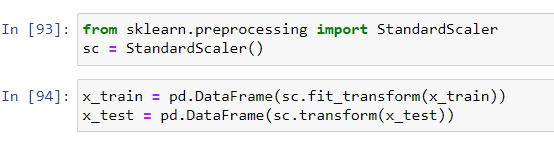 In [93]: from sklearn.preprocessing import StandardScaler
sc = StandardScaler()
In [94]: x_train = pd.DataFrame(sc.fit_transform(x_train))
x_test = pd.DataFrame(sc.transform(x_test))